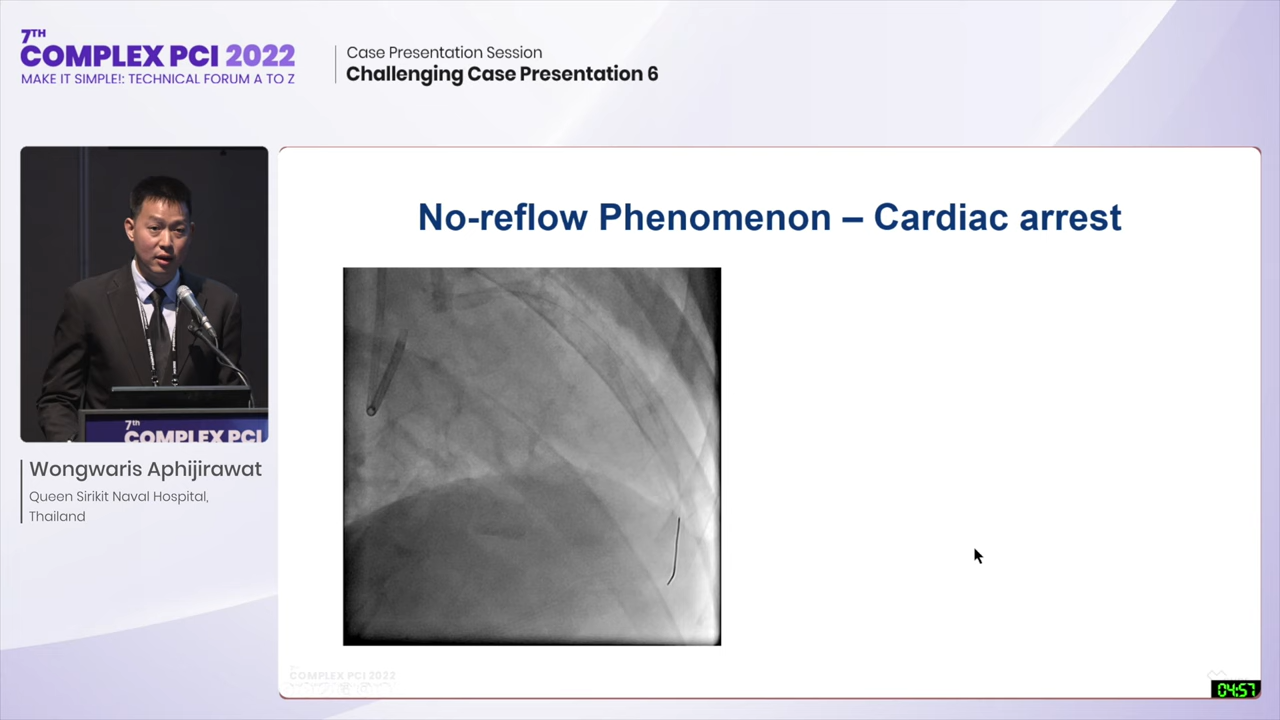 7TH
COMPLEX PCI 2022
MAKE IT SIMPLE!: TECHNICAL FORUM A TO Z
Case Presentation Session
Challenging Case Presentation 6
No-reflow Phenomenon – Cardiac arrest
7th
COMPLEX PCI
Wongwaris Aphijirawat
Queen Sirikit Naval Hospital,
Thailand
COMPLEX PCI 2022
04:57